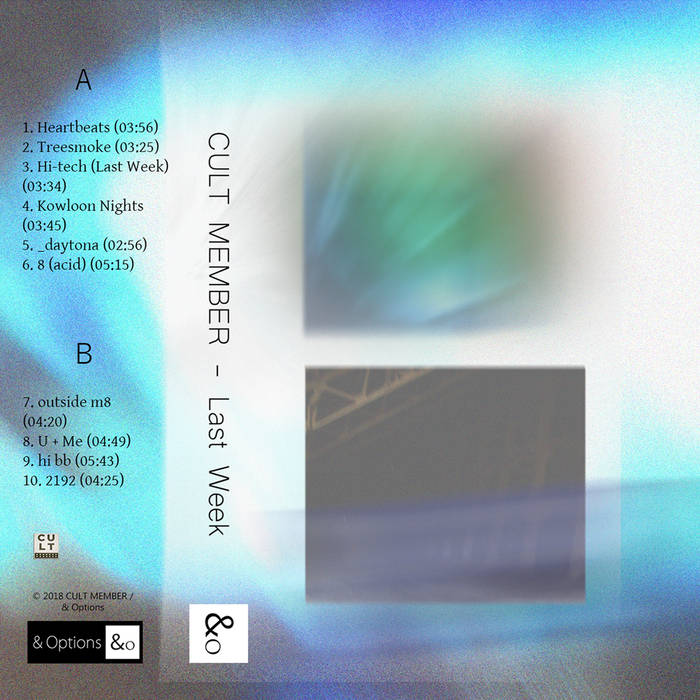 A
1. Heartbeats (03:56)
2. Treesmoke (03:25)
3. Hi-tech (Last Week)
(03:34)
4. Kowloon Nights
(03:45)
5. _daytona (02:56)
6. 8 (acid) (05:15)
B
7. outside m8
(04:20)
8. U + Me (04:49)
9. hi bb (05:43)
10. 2192 (04:25)
CU
LT
© 2018 CULT MEMBER /
& Options
& Options &o
CULT MEMBER – Last Week
&o